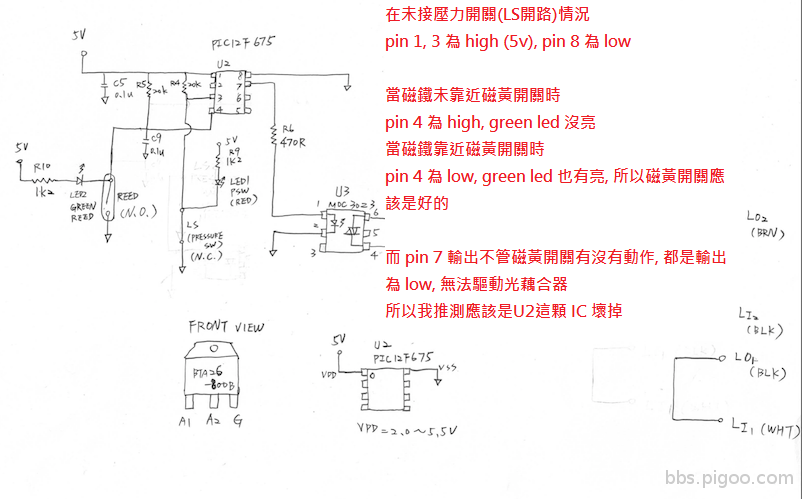 在未接壓力開關(LS開路)情況
pin 1, 3 為 high (5v), pin 8 為 low
當磁鐵未靠近磁黃開關時
pin 4 為 high, green led 沒亮
當磁鐵靠近磁黃開關時
pin 4 為 low, green led 也有亮, 所以磁黃開關應
該是好的
而 pin 7 輸出不管磁黃開關有沒有動作, 都是輸出
為 low, 無法驅動光藕合器
所以我推測應該是U2這顆 IC 壞掉
5V
PIC12F675
U2
1
8
2
7
3
6
4
5
C5
0.1u
R5
20k
R4
20k
C9
0.1u
5V
R9
1K2
LED1
PSW
(RED)
R6
470R
5V
R10
1K2
LED2
GREEN
REED
REED
(N.O.)
LS
(PRESSURE
SW)
(N.C.)
U3
MOC3023
1
6
2
5
3
4
LO2
(BRN)
LI2
(BLK)
LO1
(BLK)
LI1 (WHT)
FRONT VIEW
BTA26
-800B
A1 A2 G
U2
5V
PIC12F675
VDD
VSS
VDD=2.0~5.5V
bbs.pigoo.com